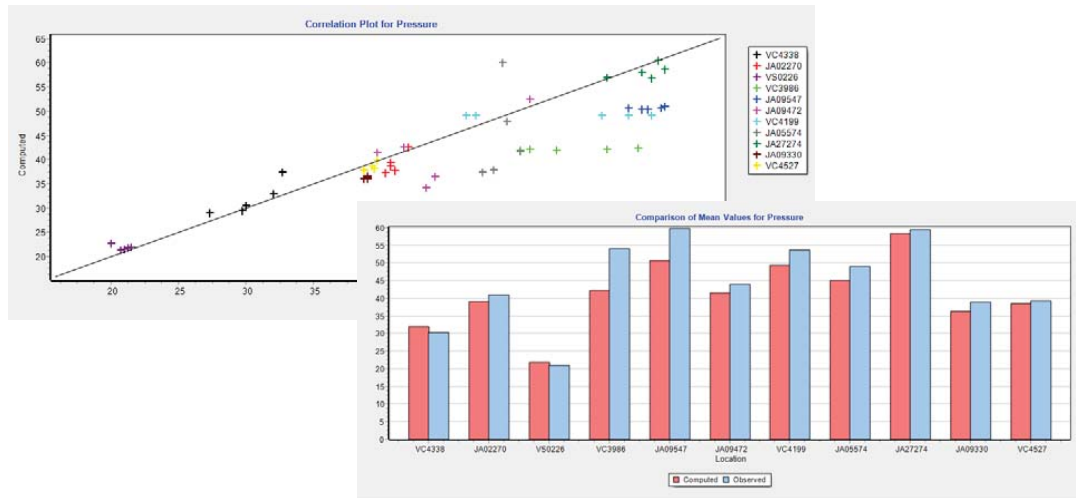 Correlation Plot for Pressure
65
60
55
50
45
40
35
30
25
20
Computed
20 25 30 35
VC4338
JA02270
VS0226
VC3986
JA09547
JA09472
VC4199
JA05574
JA27274
JA09330
VC4527
Comparison of Mean Values for Pressure
60
55
50
45
40
35
30
25
20
15
10
5
0
VC4338 JA02270 VS0226 VC3986 JA09547 JA09472 VC4199 JA05574 JA27274 JA09330 VC4527
Location
Computed Observed